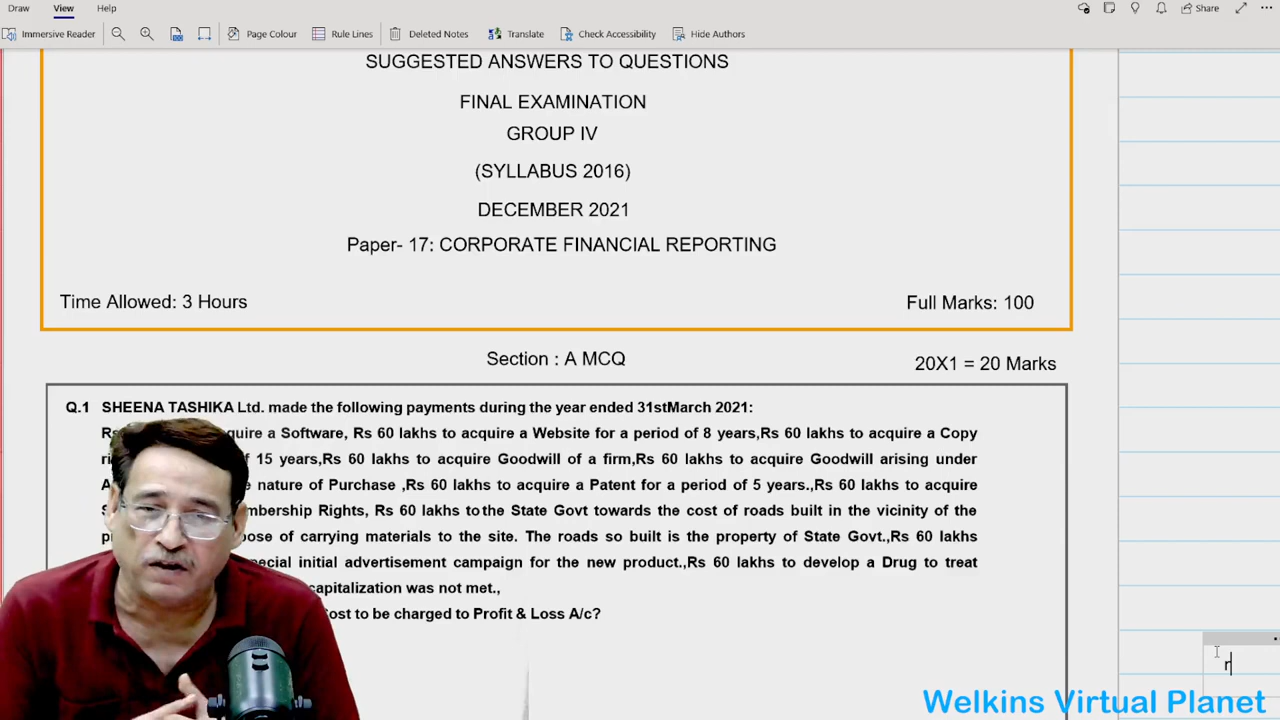 Draw View Help
Share
Immersive Reader Page Colour Rule Lines Deleted Notes Translate Check Accessibility Hide Authors
SUGGESTED ANSWERS TO QUESTIONS
FINAL EXAMINATION
GROUP IV
(SYLLABUS 2016)
DECEMBER 2021
Paper- 17: CORPORATE FINANCIAL REPORTING
Time Allowed: 3 Hours Full Marks: 100
Section : A MCQ 20X1 = 20 Marks
Q.1 SHEENA TASHIKA Ltd. made the following payments during the year ended 31stMarch 2021:
a Software, Rs 60 lakhs to acquire a Website for a period of 8 years,Rs 60 lakhs to acquire a Copy
15 years,Rs 60 lakhs to acquire Goodwill of a firm,Rs 60 lakhs to acquire Goodwill arising under
nature of Purchase ,Rs 60 lakhs to acquire a Patent for a period of 5 years.,Rs 60 lakhs to acquire
Rights, Rs 60 lakhs to the State Govt towards the cost of roads built in the vicinity of the
of carrying materials to the site. The roads so built is the property of State Govt.,Rs 60 lakhs
initial advertisement campaign for the new product.,Rs 60 lakhs to develop a Drug to treat
capitalization was not met.,
to be charged to Profit & Loss A/c?
r
Welkins Virtual Planet